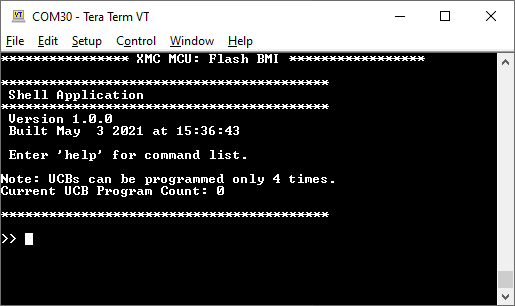 COM30 - Tera Term VT
File Edit Setup Control Window Help
***************** XMC MCU: Flash BMI ******************
*******************************************
Shell Application
*******************************************
Version 1.0.0
Built May  3 2021 at 15:36:43
Enter 'help' for command list.
Note: UCBs can be programmed only 4 times.
Current UCB Program Count: 0
*******************************************
>>